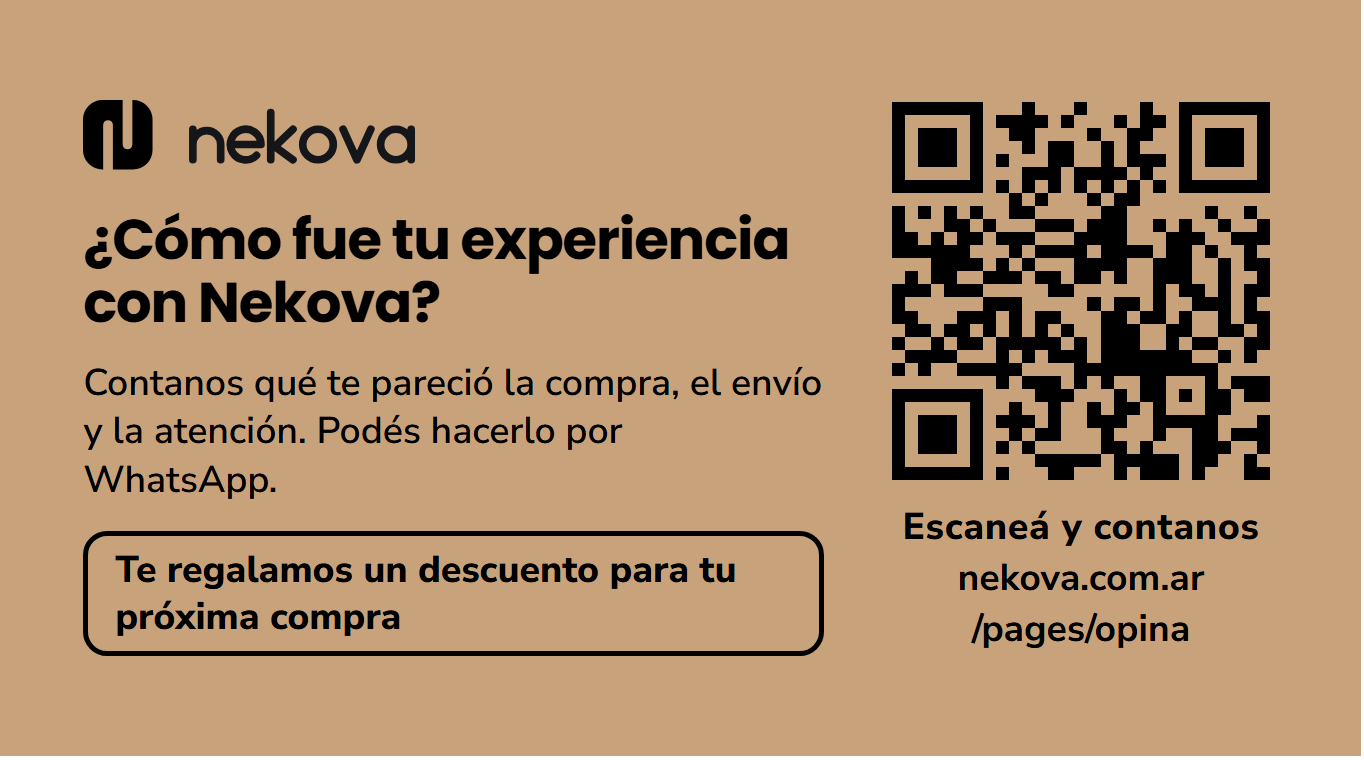 nekova
¿Cómo fue tu experiencia
con Nekova?
Contanos qué te pareció la compra, el envío
y la atención. Podés hacerlo por
WhatsApp.
Te regalamos un descuento para tu
próxima compra
Escaneá y contanos
nekova.com.ar
/pages/opina